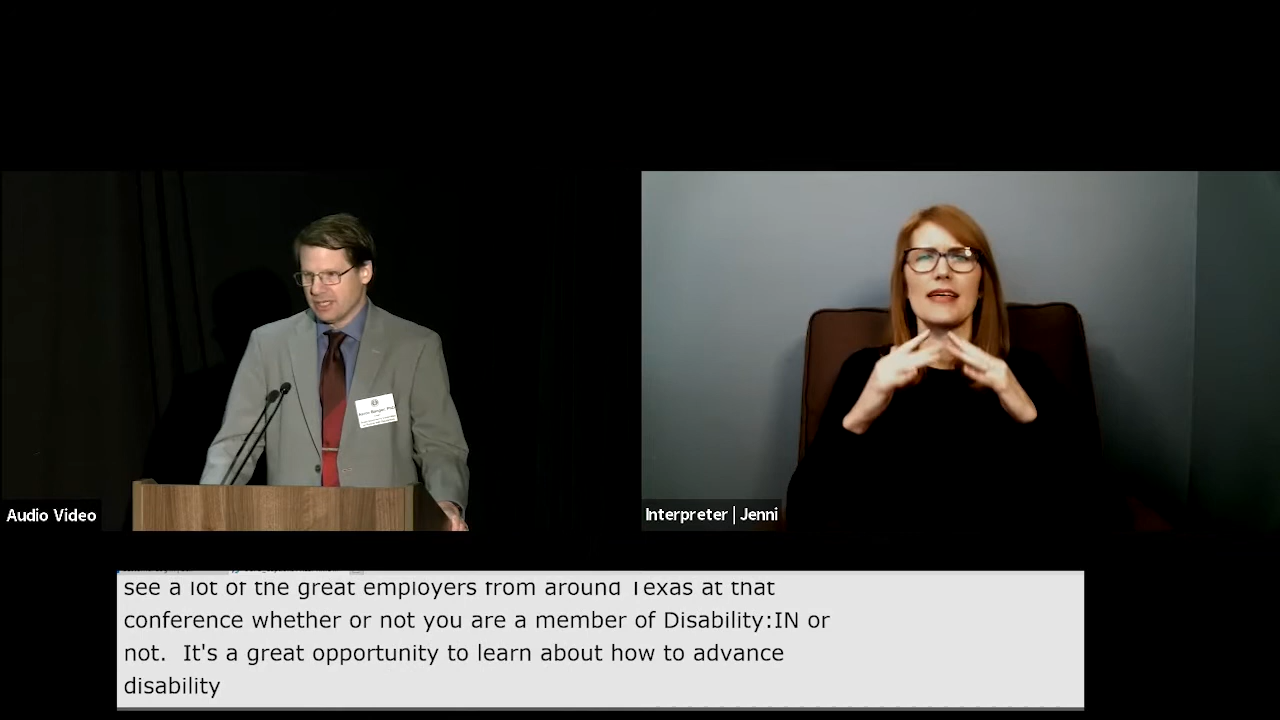 Audio Video
Interpreter | Jenni
see a lot of the great employers from around Texas at that
conference whether or not you are a member of Disability:IN or
not.  It's a great opportunity to learn about how to advance
disability